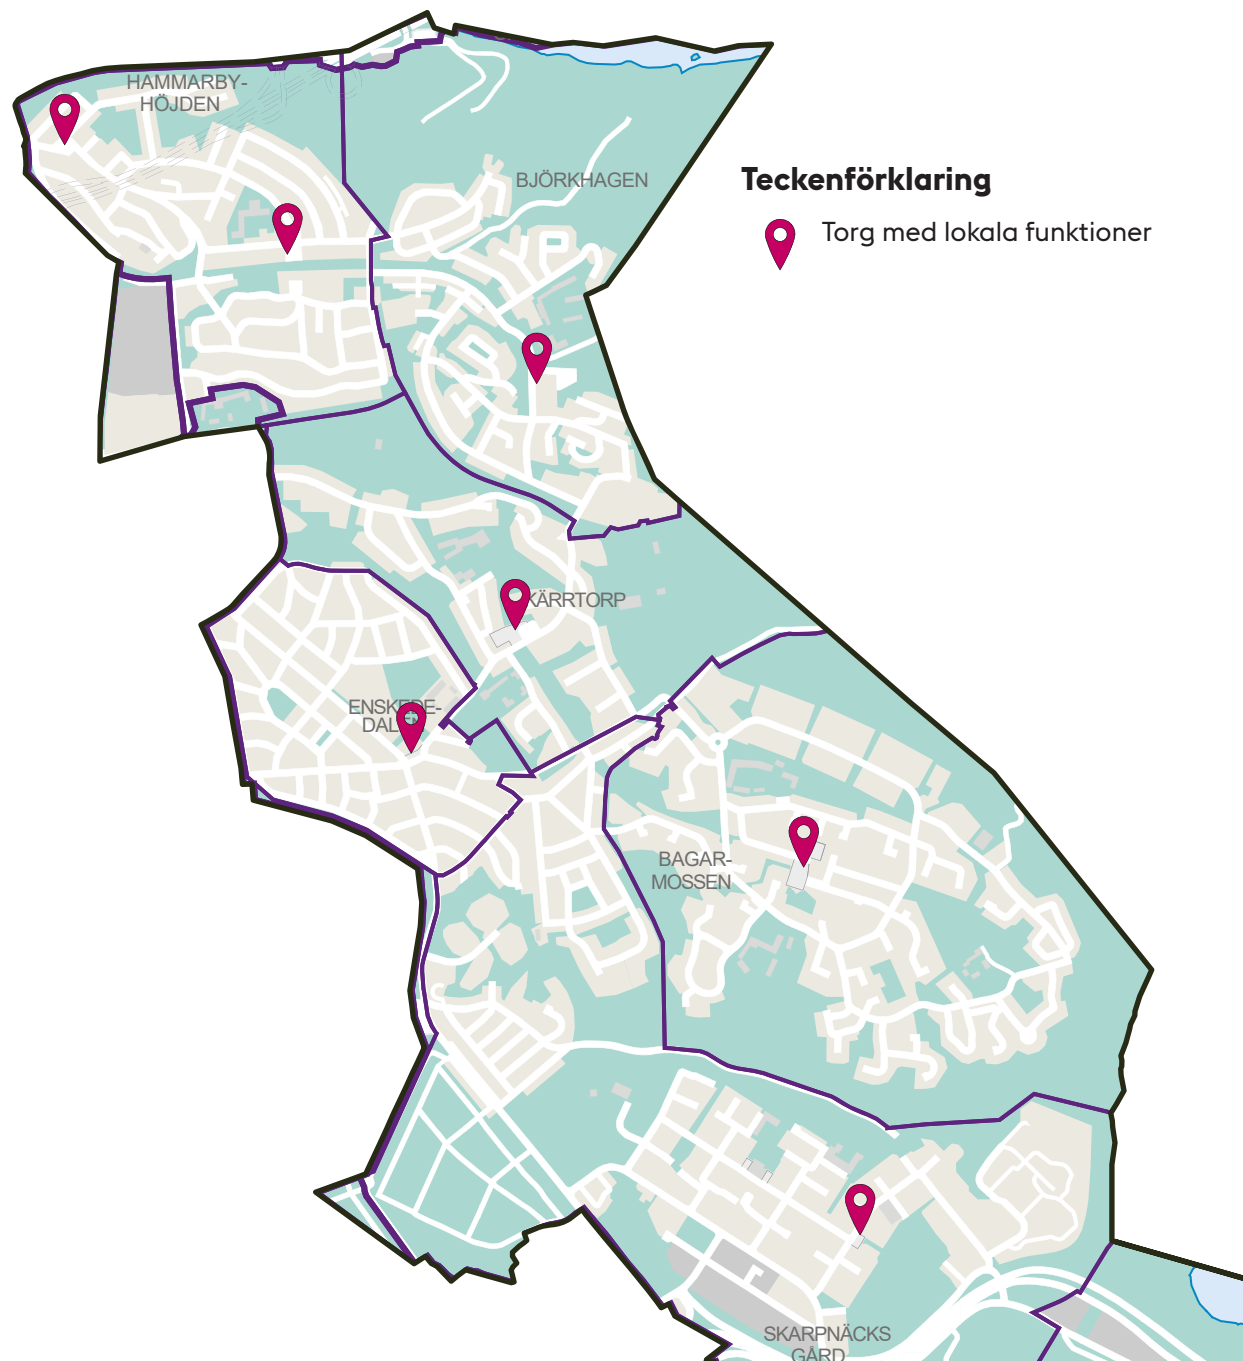 HAMMARBY-
HÖJDEN
BJÖRKHAGEN
Teckenförklaring
Torg med lokala funktioner
KÄRRTORP
ENSKEDE-
DALEN
BAGAR-
MOSSEN
SKARPNÄCKS
GÅRD